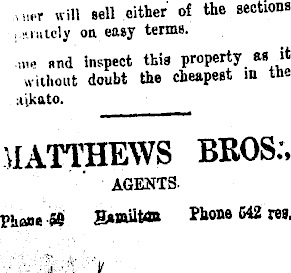 will sell either of the sections
on easy terms.
and inspect this property as it
without doubt the cheapest in the
MATTHEWS BROS.,
AGENTS.
Phone 59 Hamilton Phone 542 res.